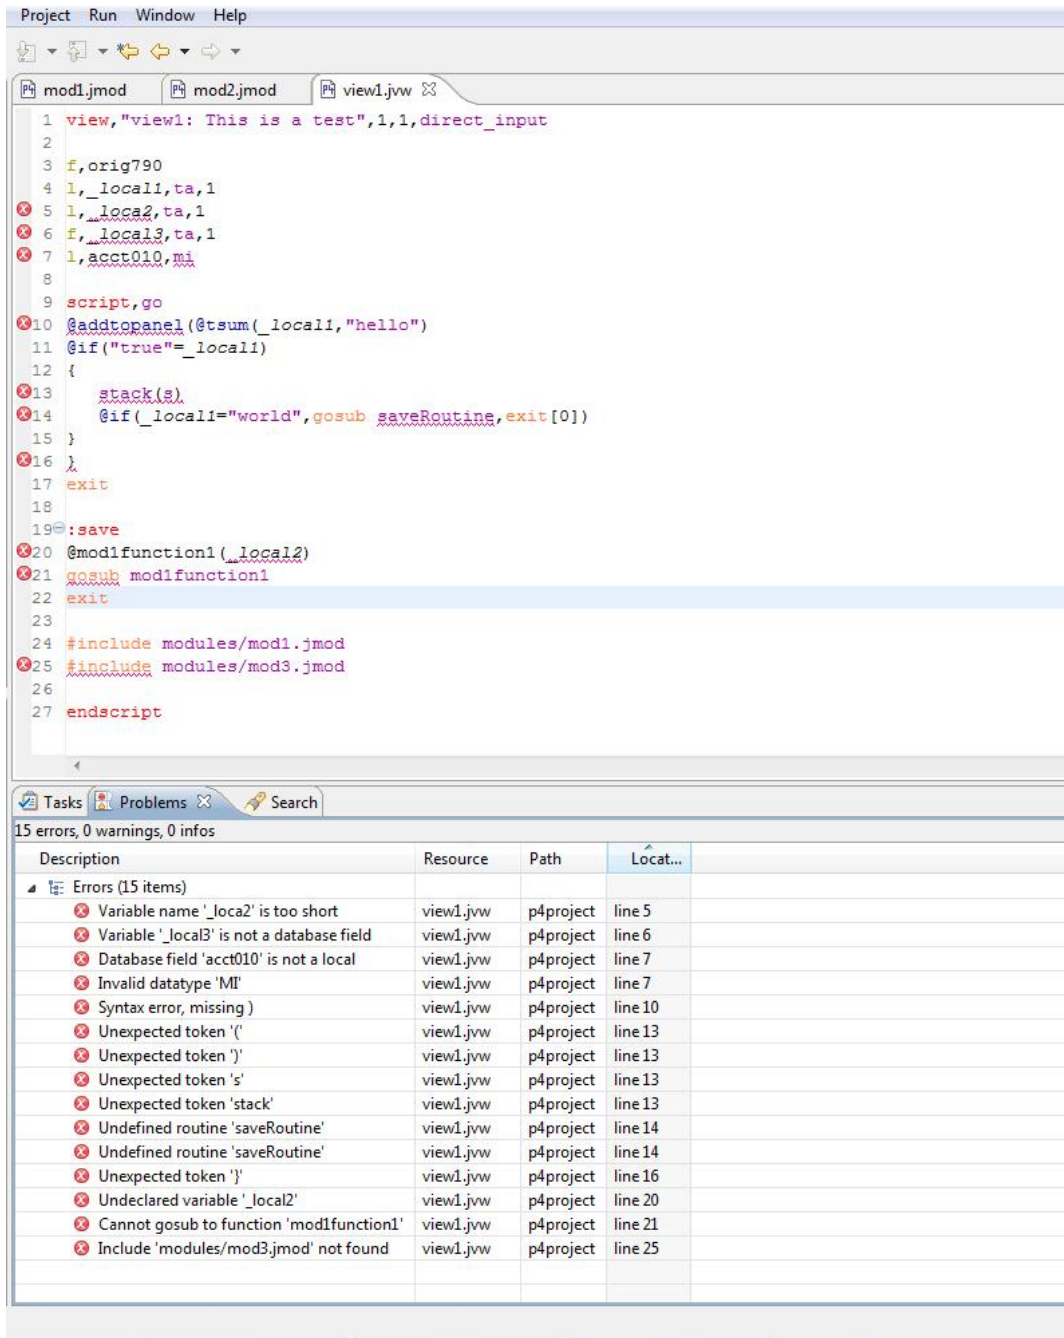 Project Run Window Help
mod1.jmod mod2.jmod view1.jvw
1 view,"view1: This is a test",1,1,direct_input
2
3 f,orig790
4 l,_local1,ta,1
5 l,_loca2,ta,1
6 f,_local3,ta,1
7 l,acct010,mi
8
9 script,go
10 @addtopanel(@tsum(_local1,"hello")
11 @if("true"=_local1)
12 {
13 stack(s)
14 @if(_local1="world",gosub saveRoutine,exit[0])
15 }
16 }
17 exit
18
19 :save
20 @mod1function1(_local2)
21 gosub mod1function1
22 exit
23
24 #include modules/mod1.jmod
25 #include modules/mod3.jmod
26
27 endscript
Tasks Problems Search
15 errors, 0 warnings, 0 infos
Description Resource Path Locat...
Errors (15 items)
Variable name '_loca2' is too short view1.jvw p4project line 5
Variable '_local3' is not a database field view1.jvw p4project line 6
Database field 'acct010' is not a local view1.jvw p4project line 7
Invalid datatype 'MI' view1.jvw p4project line 7
Syntax error, missing ) view1.jvw p4project line 10
Unexpected token '(' view1.jvw p4project line 13
Unexpected token ')' view1.jvw p4project line 13
Unexpected token 's' view1.jvw p4project line 13
Unexpected token 'stack' view1.jvw p4project line 13
Undefined routine 'saveRoutine' view1.jvw p4project line 14
Undefined routine 'saveRoutine' view1.jvw p4project line 14
Unexpected token '}' view1.jvw p4project line 16
Undeclared variable '_local2' view1.jvw p4project line 20
Cannot gosub to function 'mod1function1' view1.jvw p4project line 21
Include 'modules/mod3.jmod' not found view1.jvw p4project line 25